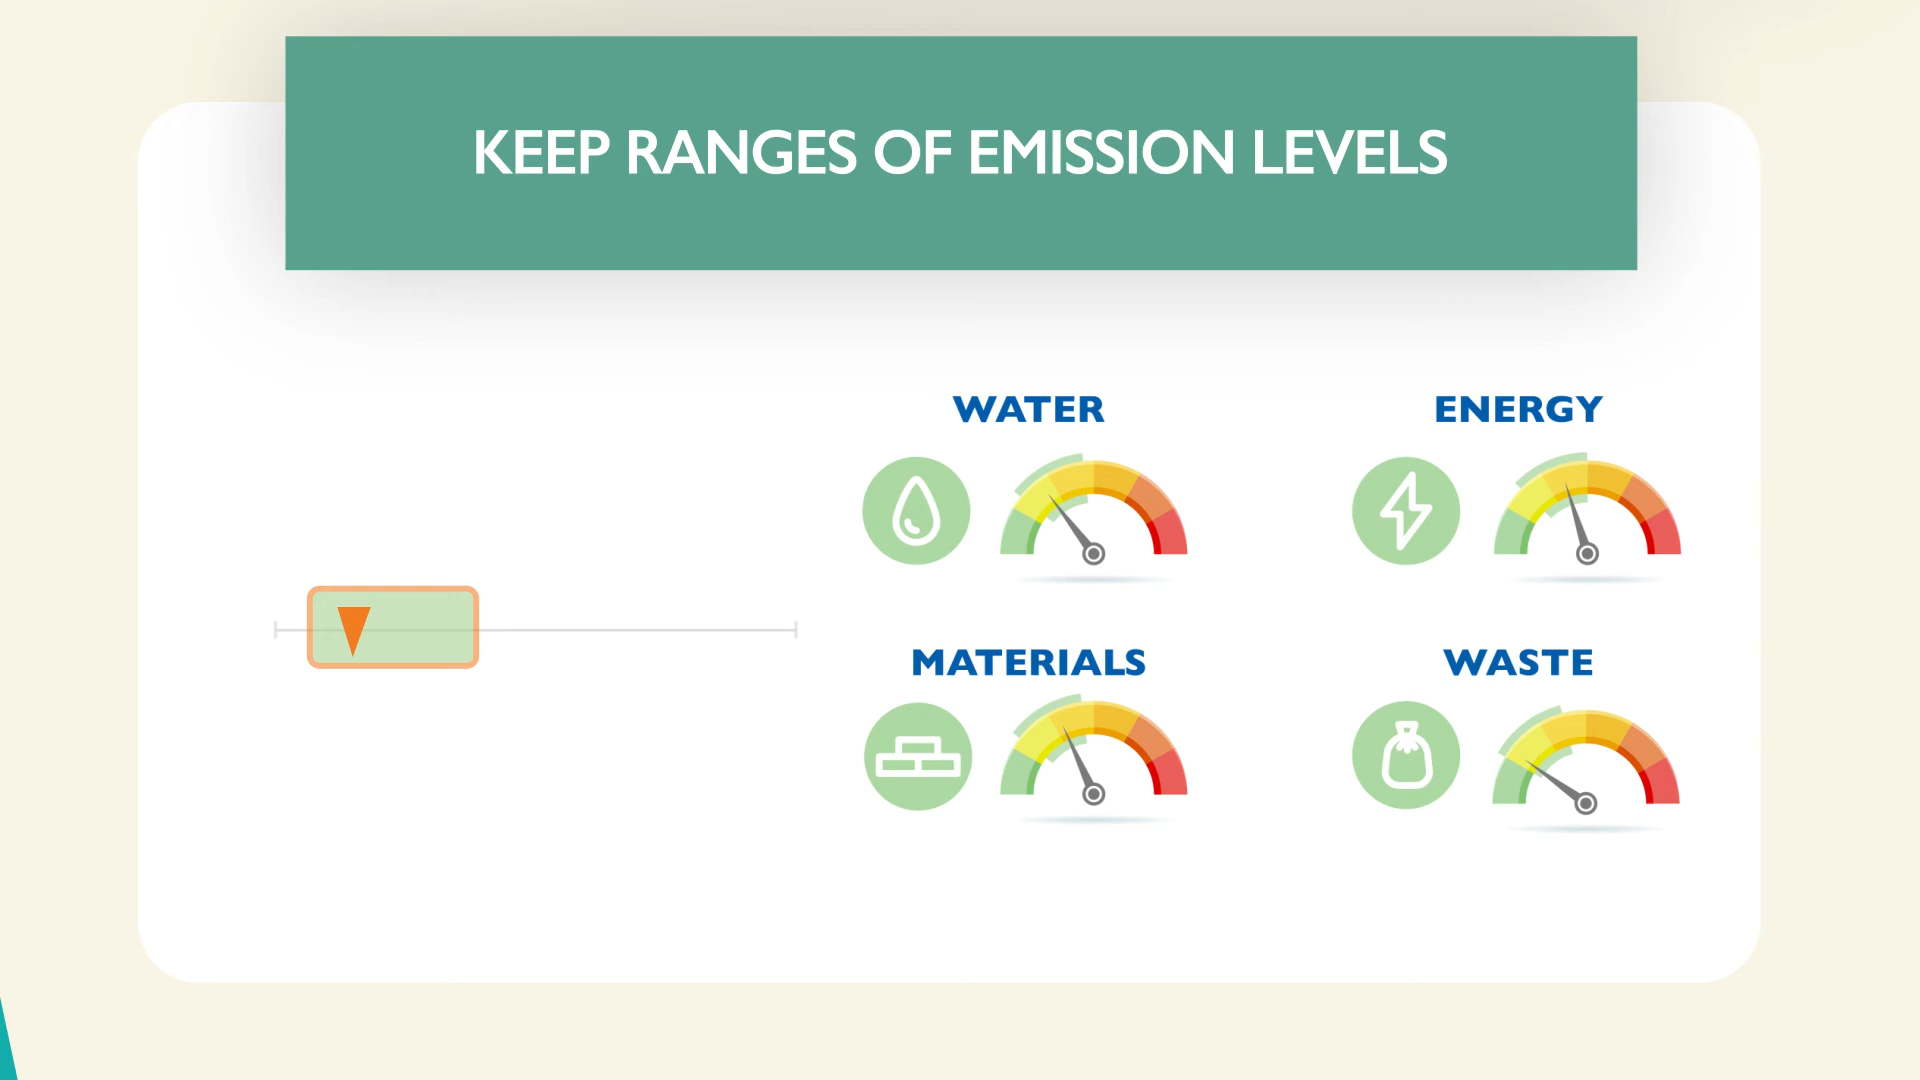 KEEP RANGES OF EMISSION LEVELS
WATER
ENERGY
MATERIALS
WASTE